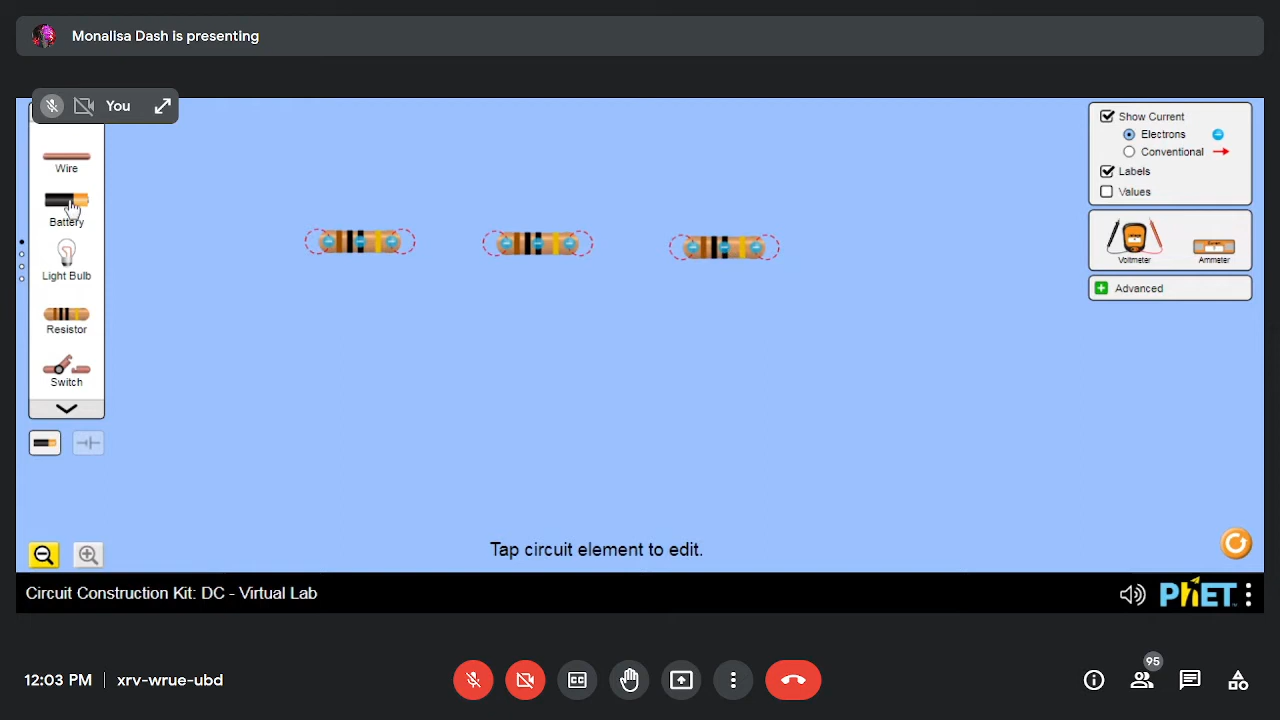 Monalisa Dash is presenting
You
Wire
Battery
Light Bulb
Resistor
Switch
Show Current
Electrons
Conventional
Labels
Values
Voltmeter
Ammeter
Advanced
Tap circuit element to edit.
Circuit Construction Kit: DC - Virtual Lab
PhET
12:03 PM
xrv-wrue-ubd
CC
95